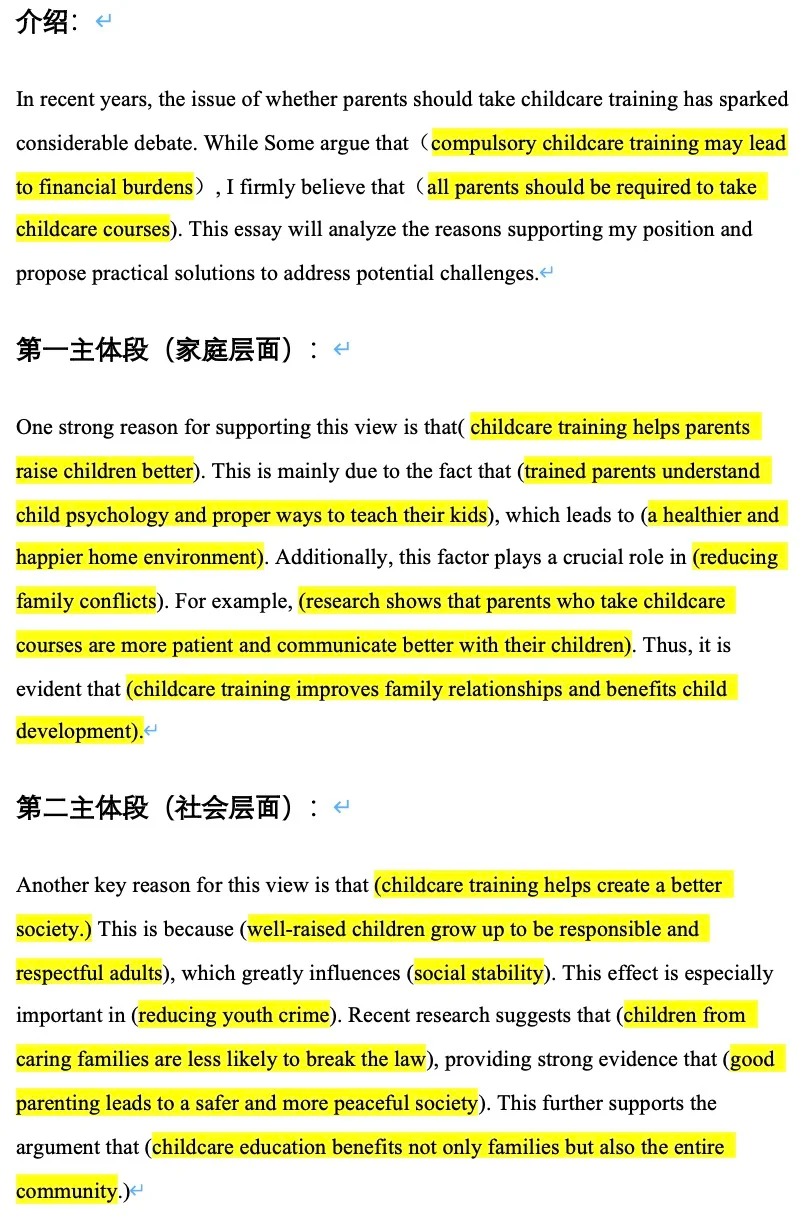 介绍：↵
In recent years, the issue of whether parents should take childcare training has sparked
considerable debate. While Some argue that（compulsory childcare training may lead
to financial burdens）, I firmly believe that（all parents should be required to take
childcare courses). This essay will analyze the reasons supporting my position and
propose practical solutions to address potential challenges.↵
第一主体段（家庭层面）：↵
One strong reason for supporting this view is that( childcare training helps parents
raise children better). This is mainly due to the fact that (trained parents understand
child psychology and proper ways to teach their kids), which leads to (a healthier and
happier home environment). Additionally, this factor plays a crucial role in (reducing
family conflicts). For example, (research shows that parents who take childcare
courses are more patient and communicate better with their children). Thus, it is
evident that (childcare training improves family relationships and benefits child
development).↵
第二主体段（社会层面）：↵
Another key reason for this view is that (childcare training helps create a better
society.) This is because (well-raised children grow up to be responsible and
respectful adults), which greatly influences (social stability). This effect is especially
important in (reducing youth crime). Recent research suggests that (children from
caring families are less likely to break the law), providing strong evidence that (good
parenting leads to a safer and more peaceful society). This further supports the
argument that (childcare education benefits not only families but also the entire
community.)↵